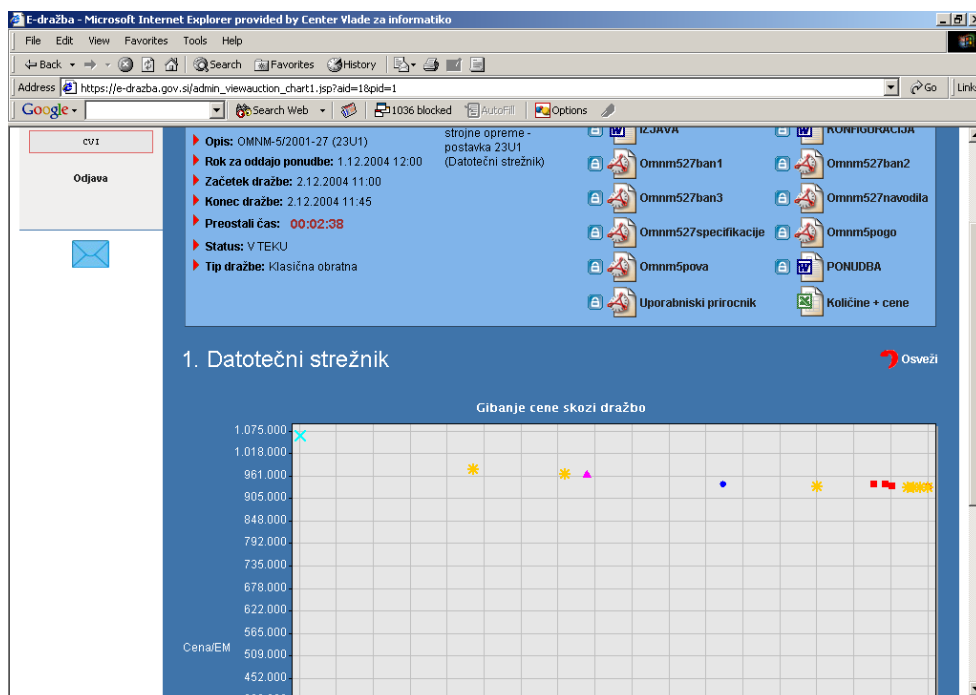 E-dražba - Microsoft Internet Explorer provided by Center Vlade za informatiko
File Edit View Favorites Tools Help
Back Search Favorites History
Address https://e-drazba.gov.si/admin_viewauction_chart1.jsp?aid=1&pid=1 Go Link
Google Search Web 1036 blocked AutoFill Options
CVI
Odjava
Opis: OMNM-5/2001-27 (23U1)
Rok za oddajo ponudbe: 1.12.2004 12:00
Začetek dražbe: 2.12.2004 11:00
Konec dražbe: 2.12.2004 11:45
Preostali čas: 00:02:38
Status: V TEKU
Tip dražbe: Klasična obratna
strojne opreme -
postavka 23U1
(Datotečni strežnik)
IZJAVA KONFIGURACIJA
Omnm527ban1 Omnm527ban2
Omnm527ban3 Omnm527navodila
Omnm527specifikacije Omnm5pogo
Omnm5pova PONUDBA
Uporabniski prirocnik Količine + cene
1. Datotečni strežnik
Osveži
Gibanje cene skozi dražbo
1.075.000
1.018.000
961.000
905.000
848.000
792.000
735.000
678.000
622.000
565.000
Cena/EM
509.000
452.000